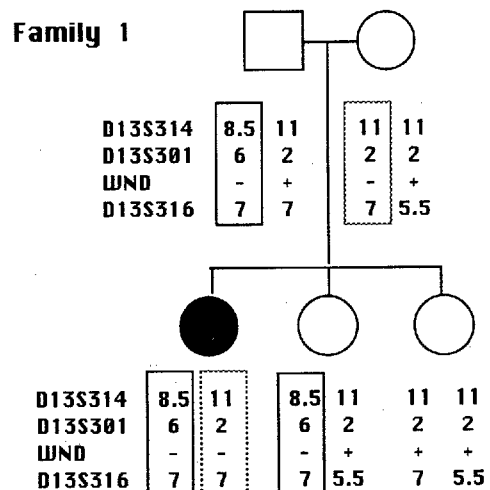 Family 1
D13S314 8.5 11 11 11
D13S301 6 2 2 2
WND - + - +
D13S316 7 7 7 5.5
D13S314 8.5 11 8.5 11 11 11
D13S301 6 2 6 2 2 2
WND - - - + + +
D13S316 7 7 7 5.5 7 5.5